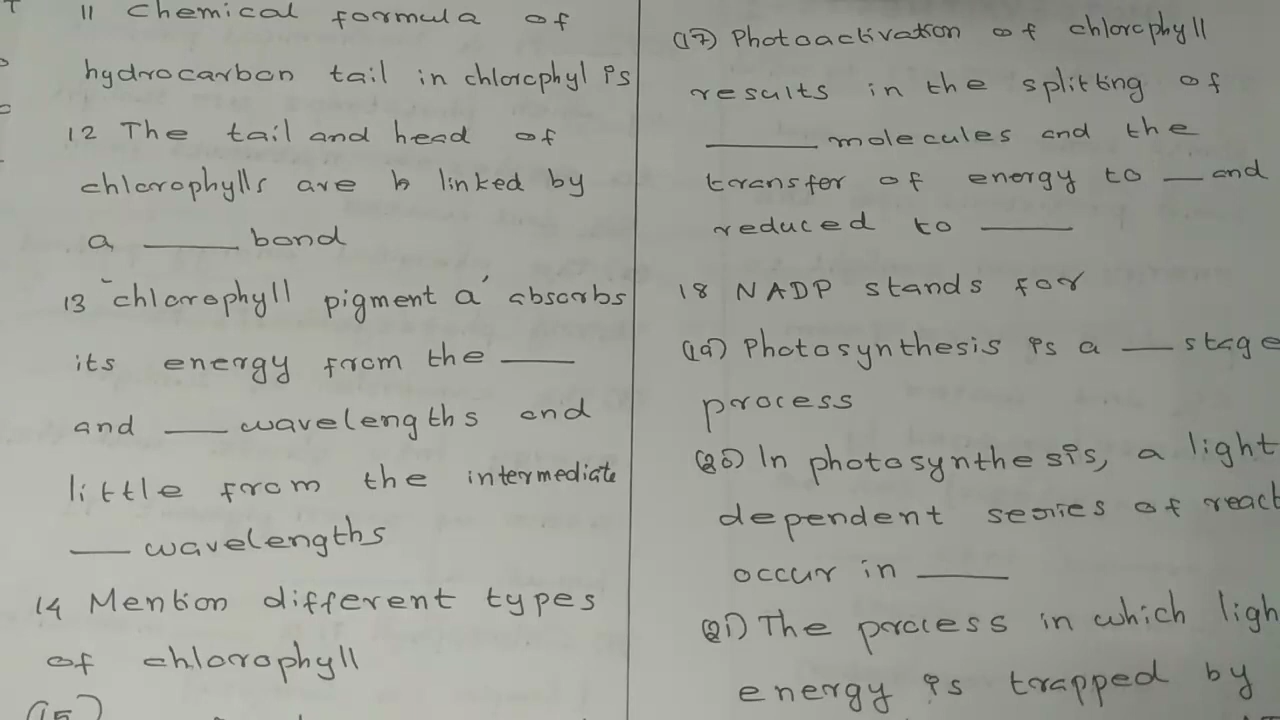 11 Chemical formula of
hydrocarbon tail in chlorophyl is
12 The tail and head of
chlorophylls are b linked by
a ______ bond
13 "chlorophyll pigment a' absorbs
its energy from the ____
and ____ wavelengths and
little from the intermediate
____ wavelengths
14 Mention different types
of chlorophyll
(15)
(17) Photoactivation of chlorophyll
results in the splitting of
______ molecules and the
transfer of energy to __ and
reduced to ____
18 NADP stands for
(19) Photosynthesis is a __ stage
process
(20) In photosynthesis, a light
dependent series of react
occur in ____
(21) The process in which ligh
energy is trapped by